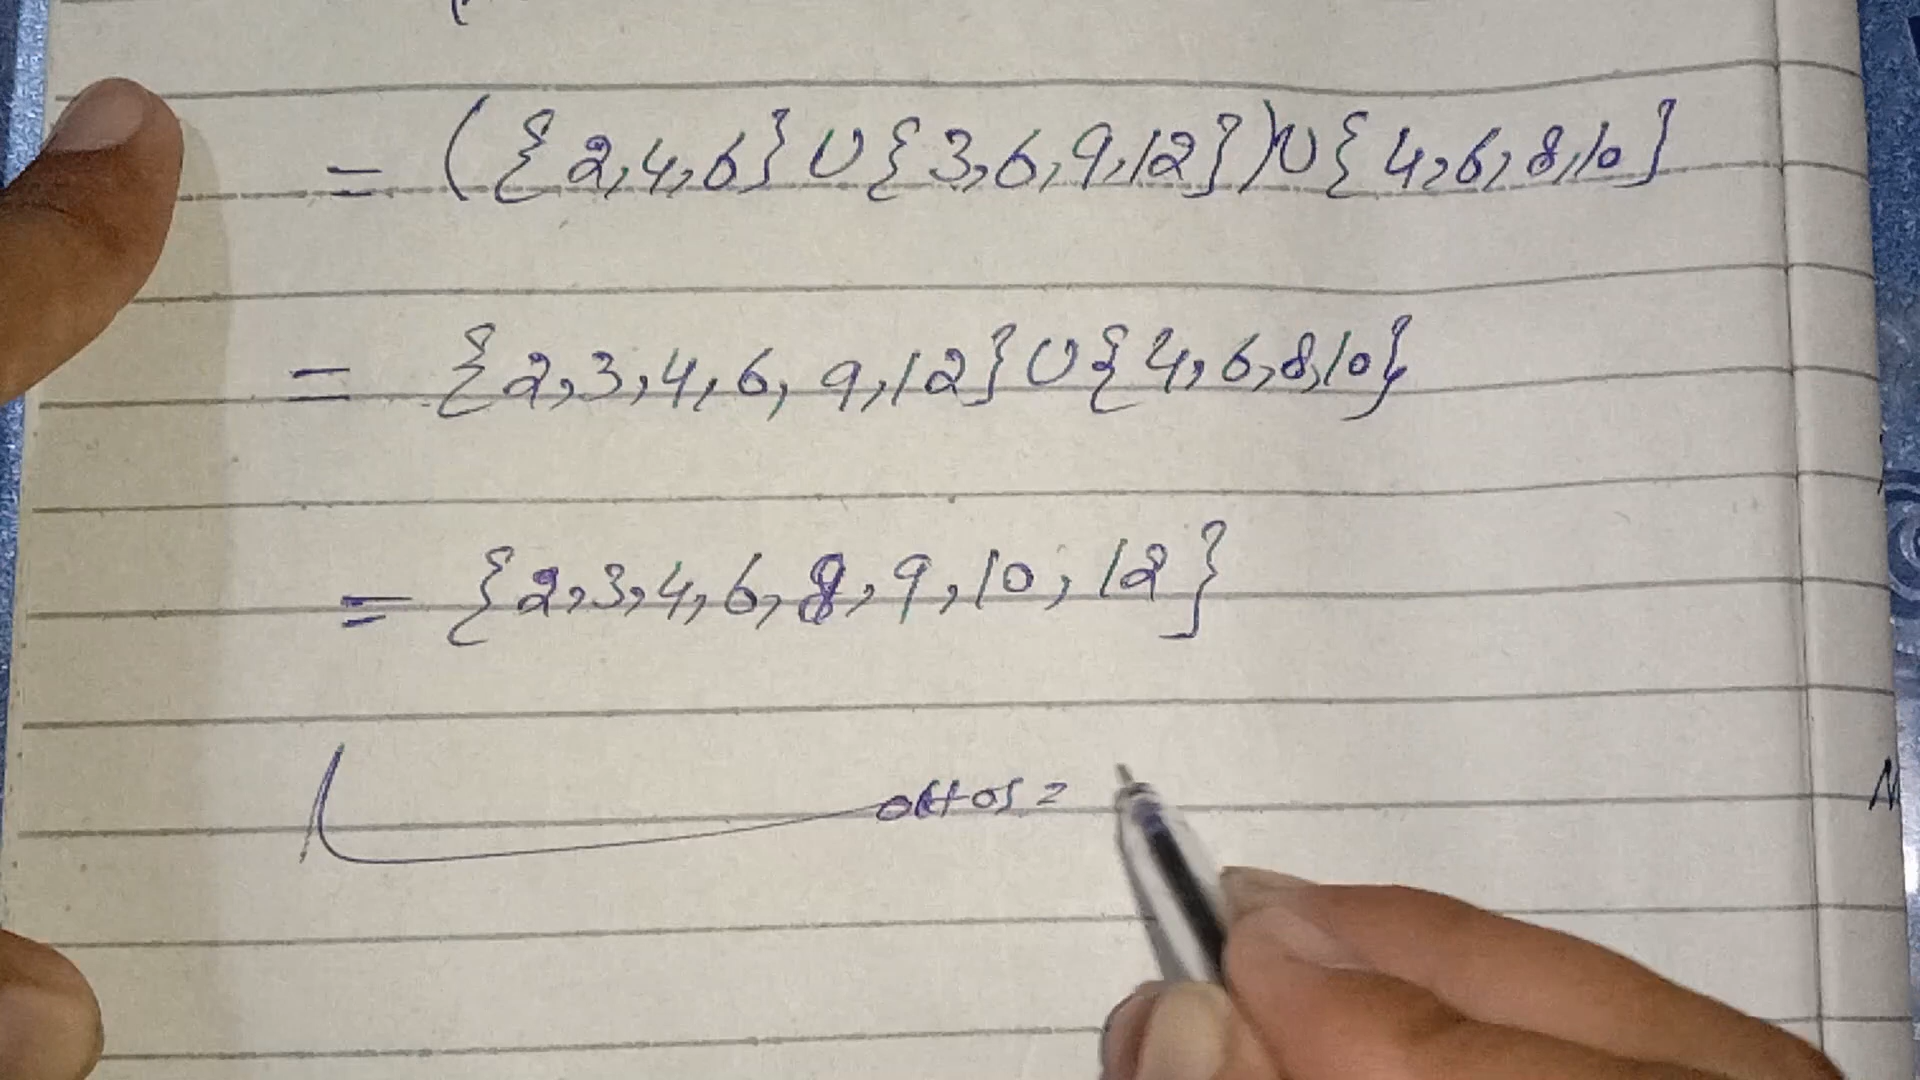 = ({2,4,6}∪{3,6,9,12})∪{4,6,8,10}
= {2,3,4,6,9,12}∪{4,6,8,10}
= {2,3,4,6,8,9,10,12}